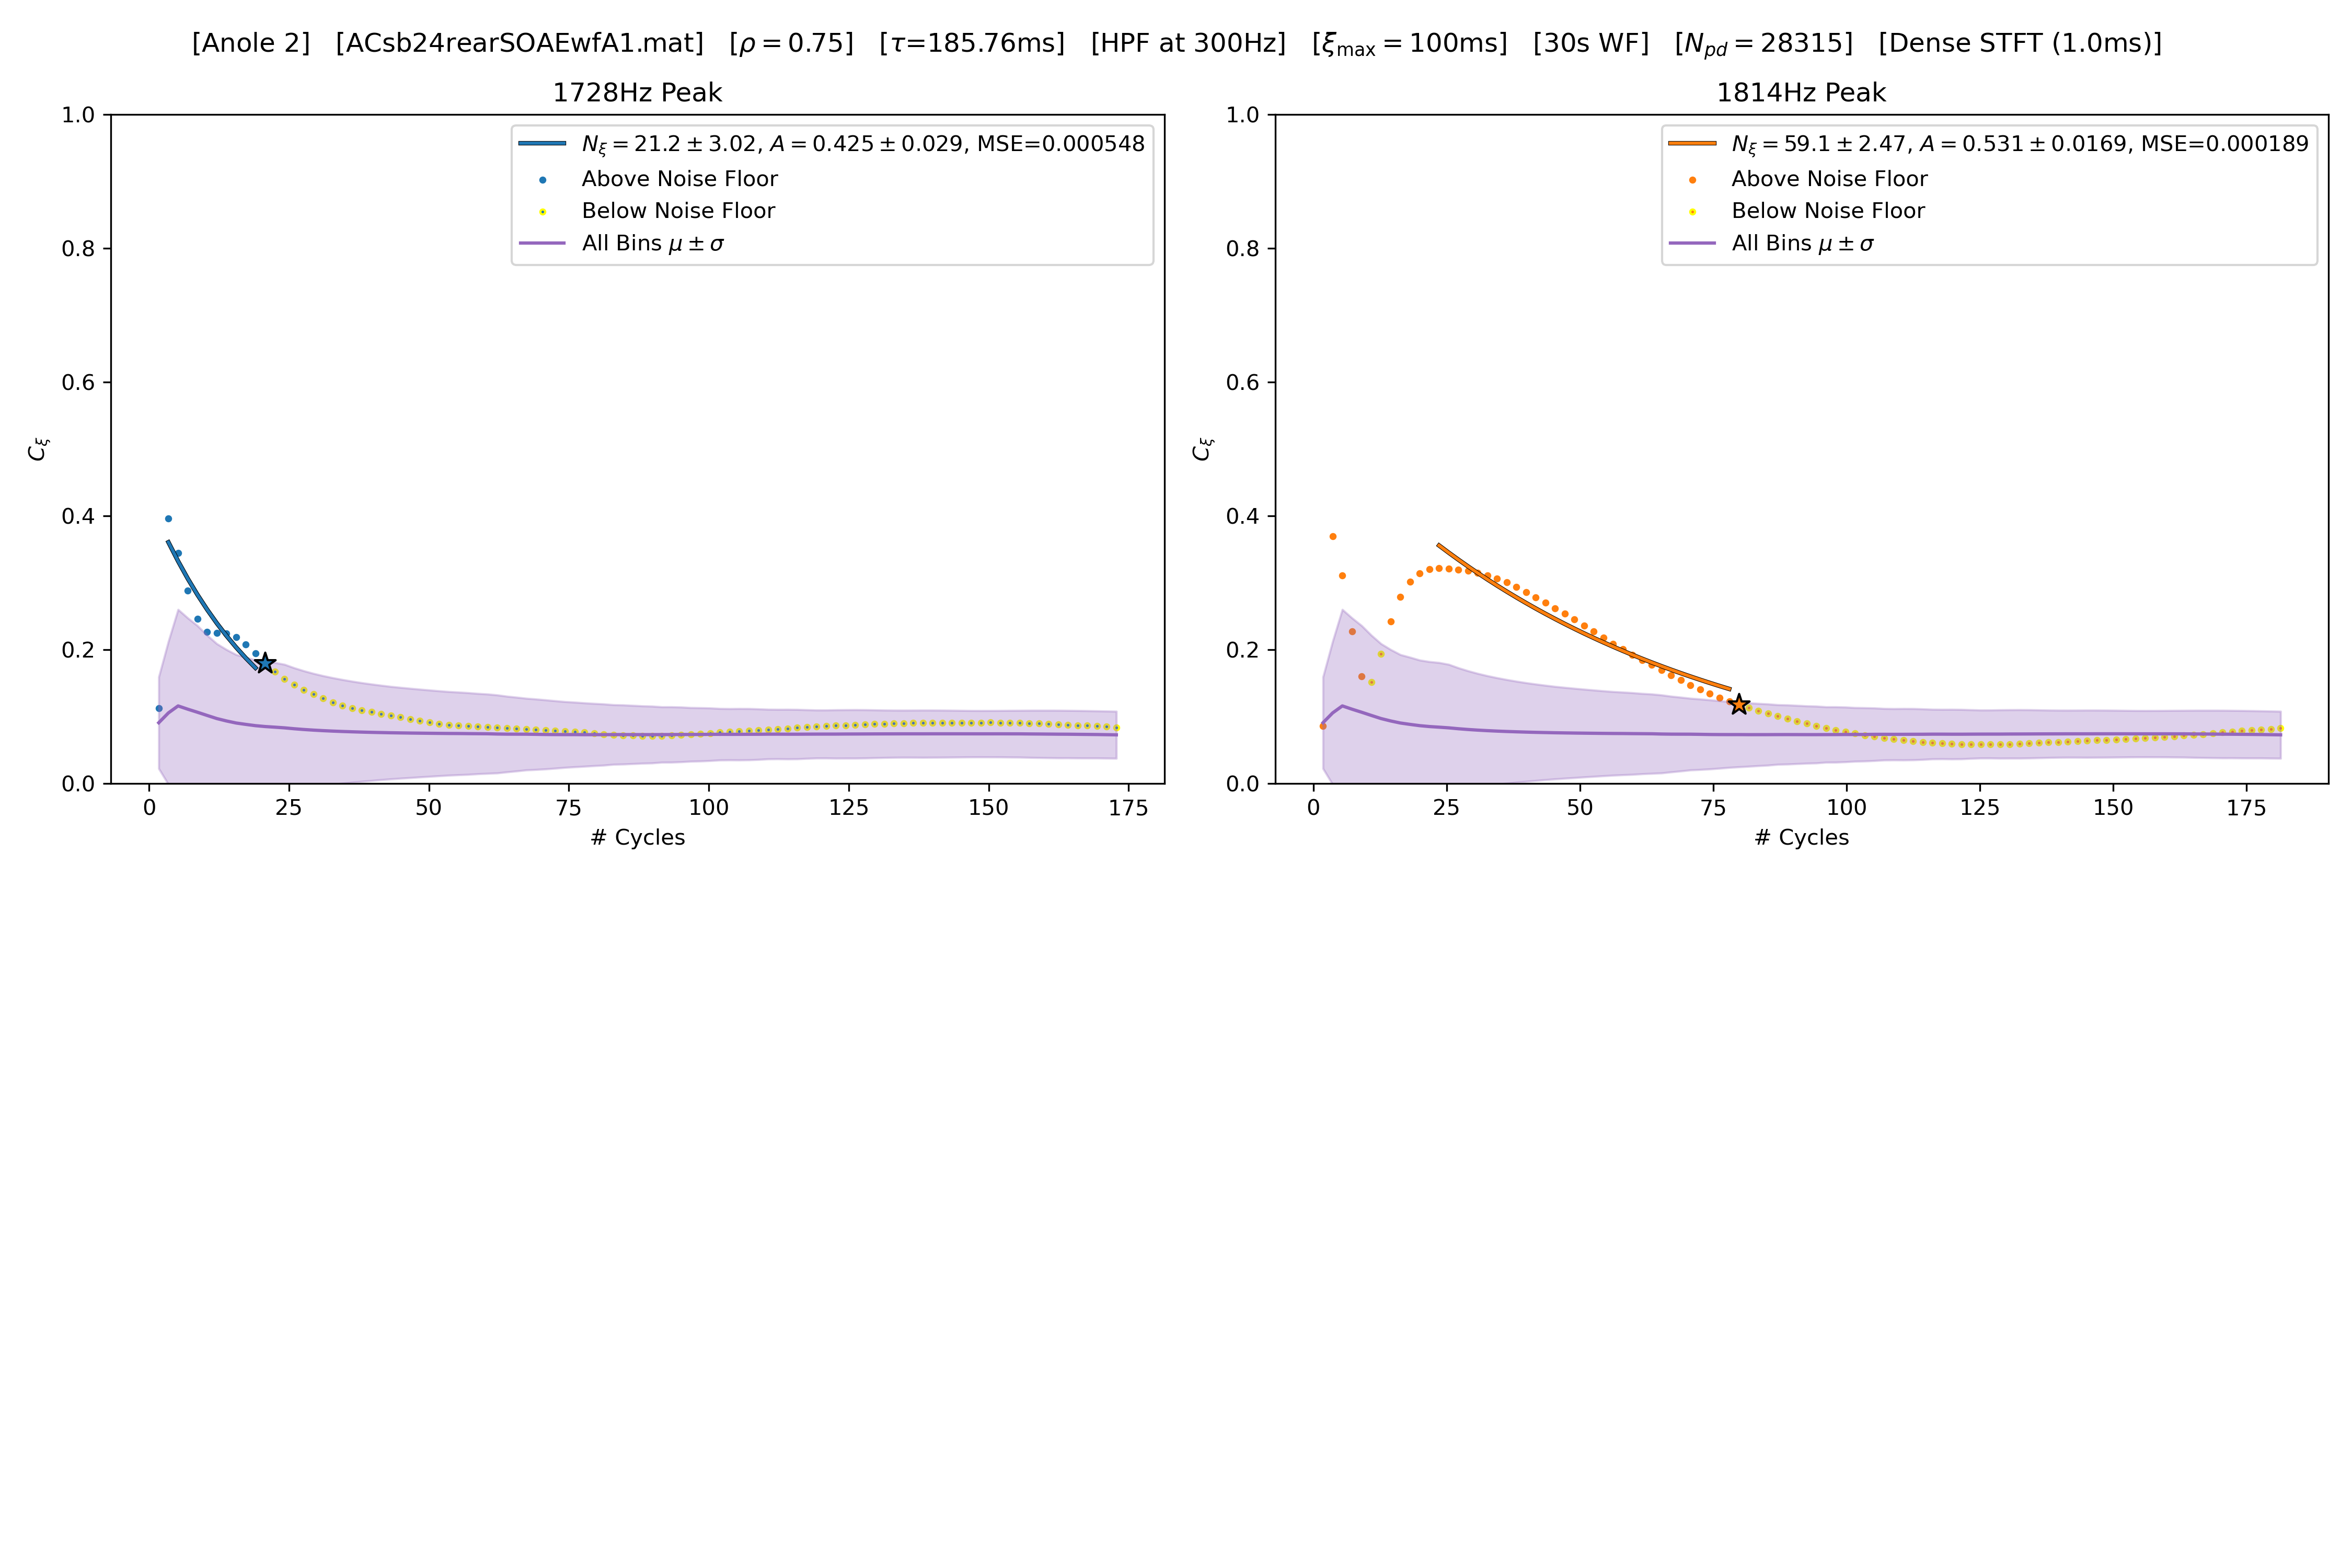 [Anole 2] [ACsb24rearSOAEwfA1.mat] [ρ = 0.75] [τ=185.76ms] [HPF at 300Hz] [ξmax = 100ms] [30s WF] [Npd = 28315] [Dense STFT (1.0ms)]
1728Hz Peak
Nξ = 21.2 ± 3.02, A = 0.425 ± 0.029, MSE=0.000548
Above Noise Floor
Below Noise Floor
All Bins μ ± σ
1.0
0.8
0.6
0.4
0.2
0.0
Cξ
0 25 50 75 100 125 150 175
# Cycles
1814Hz Peak
Nξ = 59.1 ± 2.47, A = 0.531 ± 0.0169, MSE=0.000189
Above Noise Floor
Below Noise Floor
All Bins μ ± σ
1.0
0.8
0.6
0.4
0.2
0.0
Cξ
0 25 50 75 100 125 150 175
# Cycles